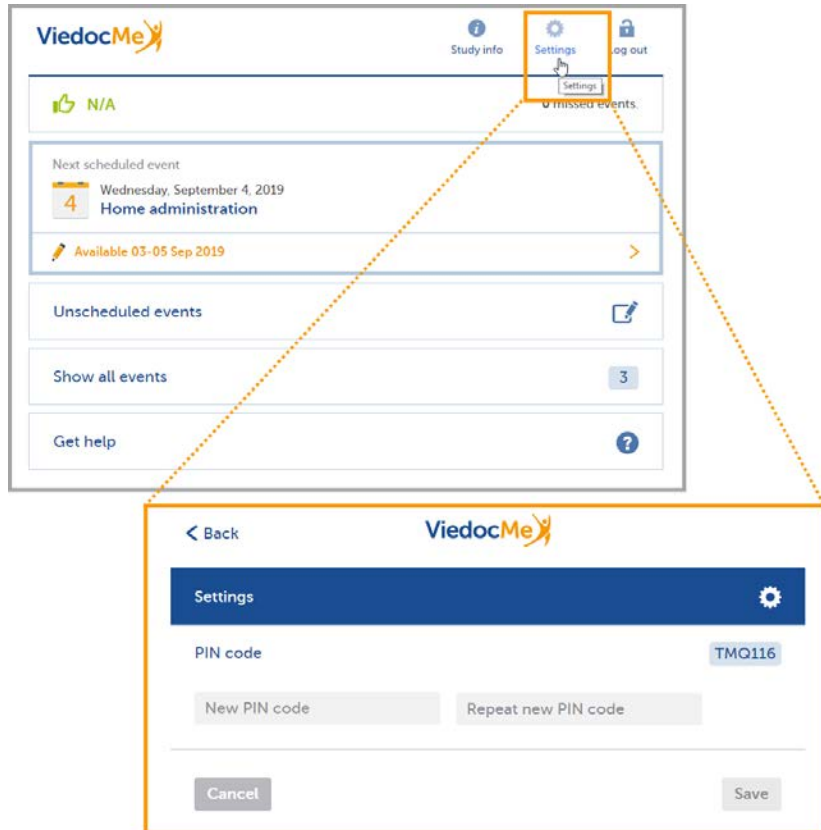 ViedocMe
Study info Settings Log out
Settings
N/A 0 missed events.
Next scheduled event
4 Wednesday, September 4, 2019
Home administration
Available 03-05 Sep 2019
Unscheduled events
Show all events 3
Get help ?
Back ViedocMe
Settings
PIN code TMQ116
New PIN code Repeat new PIN code
Cancel Save